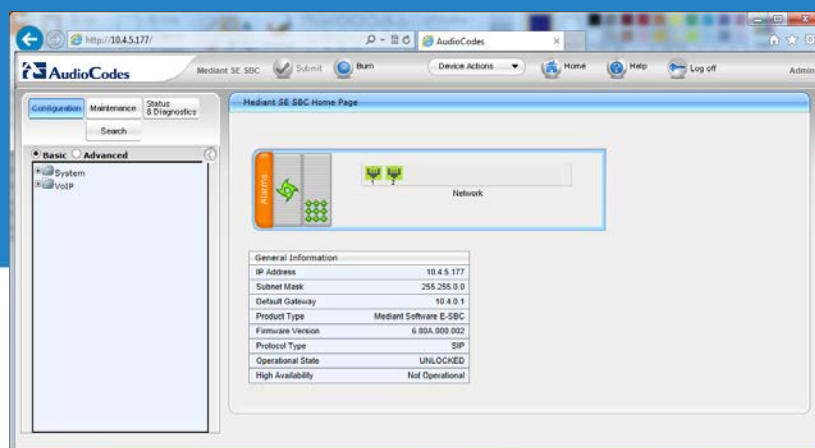 http://10.4.5.177/
AudioCodes
AudioCodes
Mediant SE SBC
Submit
Burn
Device Actions
Home
Help
Log off
Admin
Configuration
Maintenance
Status & Diagnostics
Search
Mediant SE SBC Home Page
Basic
Advanced
System
VoIP
Alarms
1 2
Network
General Information
IP Address 10.4.5.177
Subnet Mask 255.255.0.0
Default Gateway 10.4.0.1
Product Type Mediant Software E-SBC
Firmware Version 6.80A.000.002
Protocol Type SIP
Operational State UNLOCKED
High Availability Not Operational